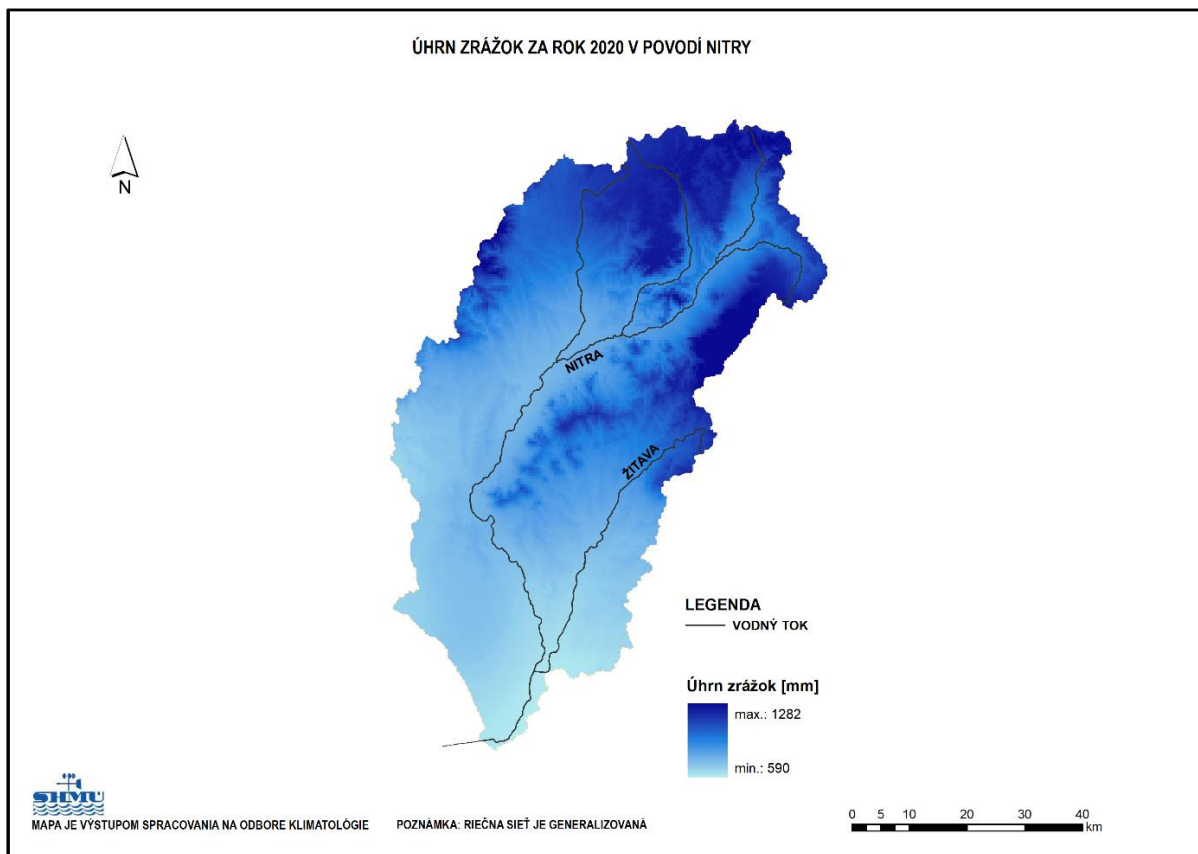 ÚHRN ZRÁŽOK ZA ROK 2020 V POVODÍ NITRY
N
NITRA
ŽITAVA
LEGENDA
VODNÝ TOK
Úhrn zrážok [mm]
max.: 1282
min.: 590
SHMÚ
MAPA JE VÝSTUPOM SPRACOVANIA NA ODBORE KLIMATOLÓGIE
POZNÁMKA: RIEČNA SIEŤ JE GENERALIZOVANÁ
0 5 10 20 30 40
km